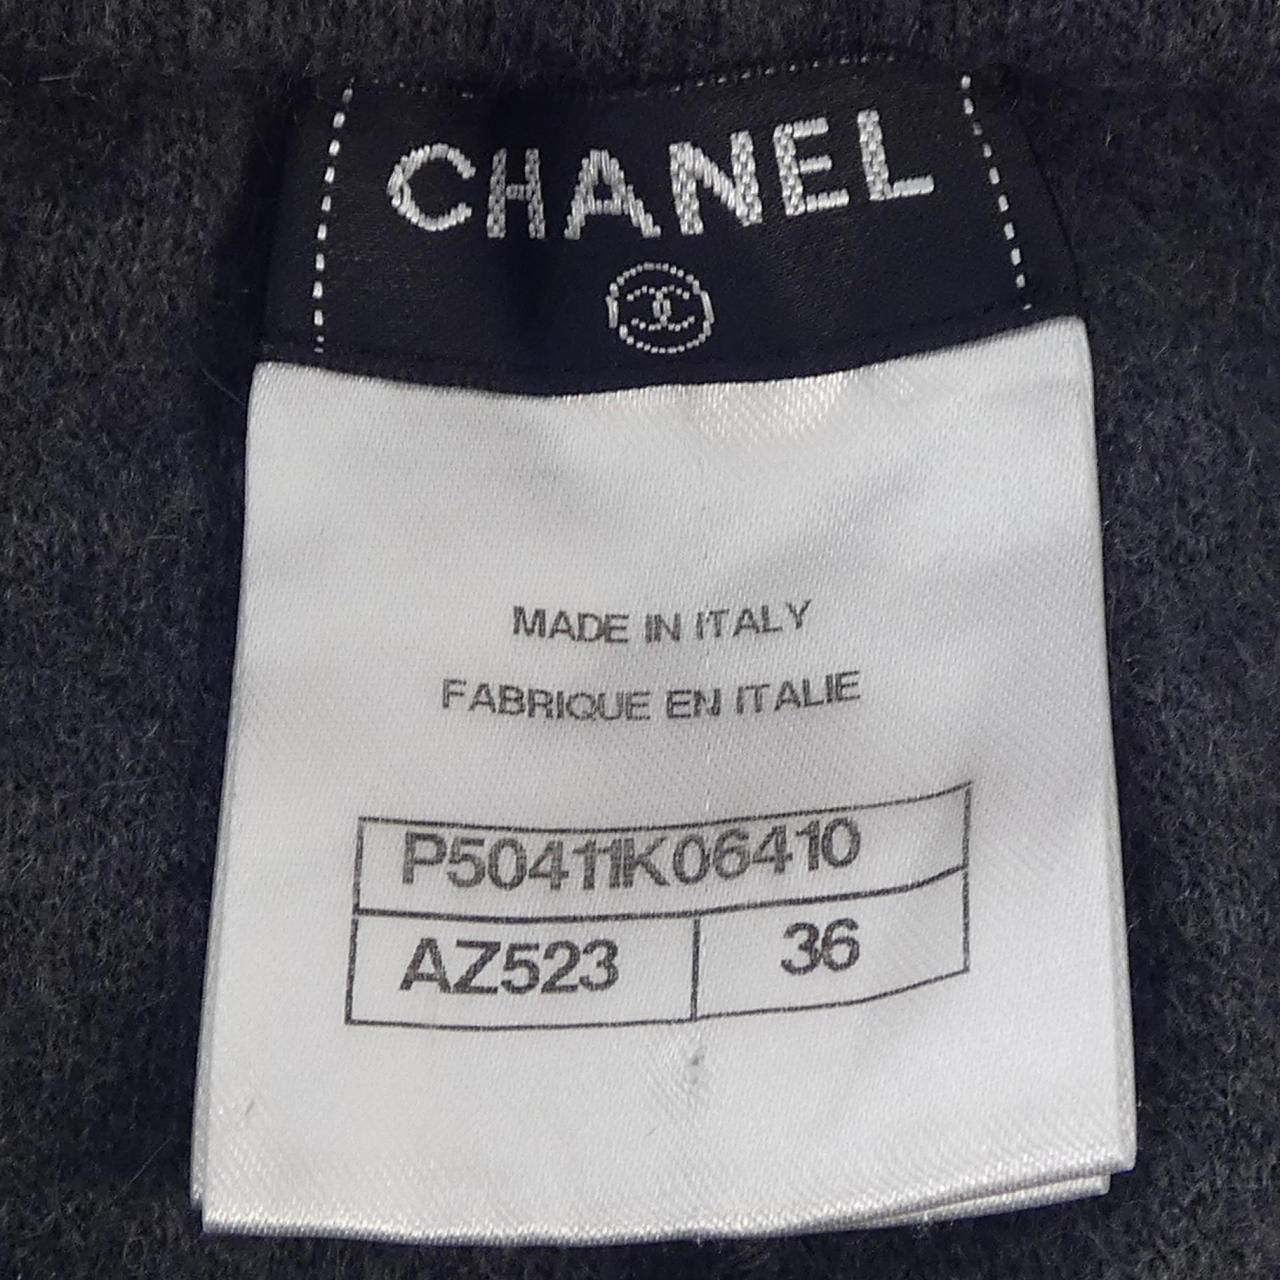 CHANEL
MADE IN ITALY
FABRIQUE EN ITALIE
P50411K06410
AZ523 36